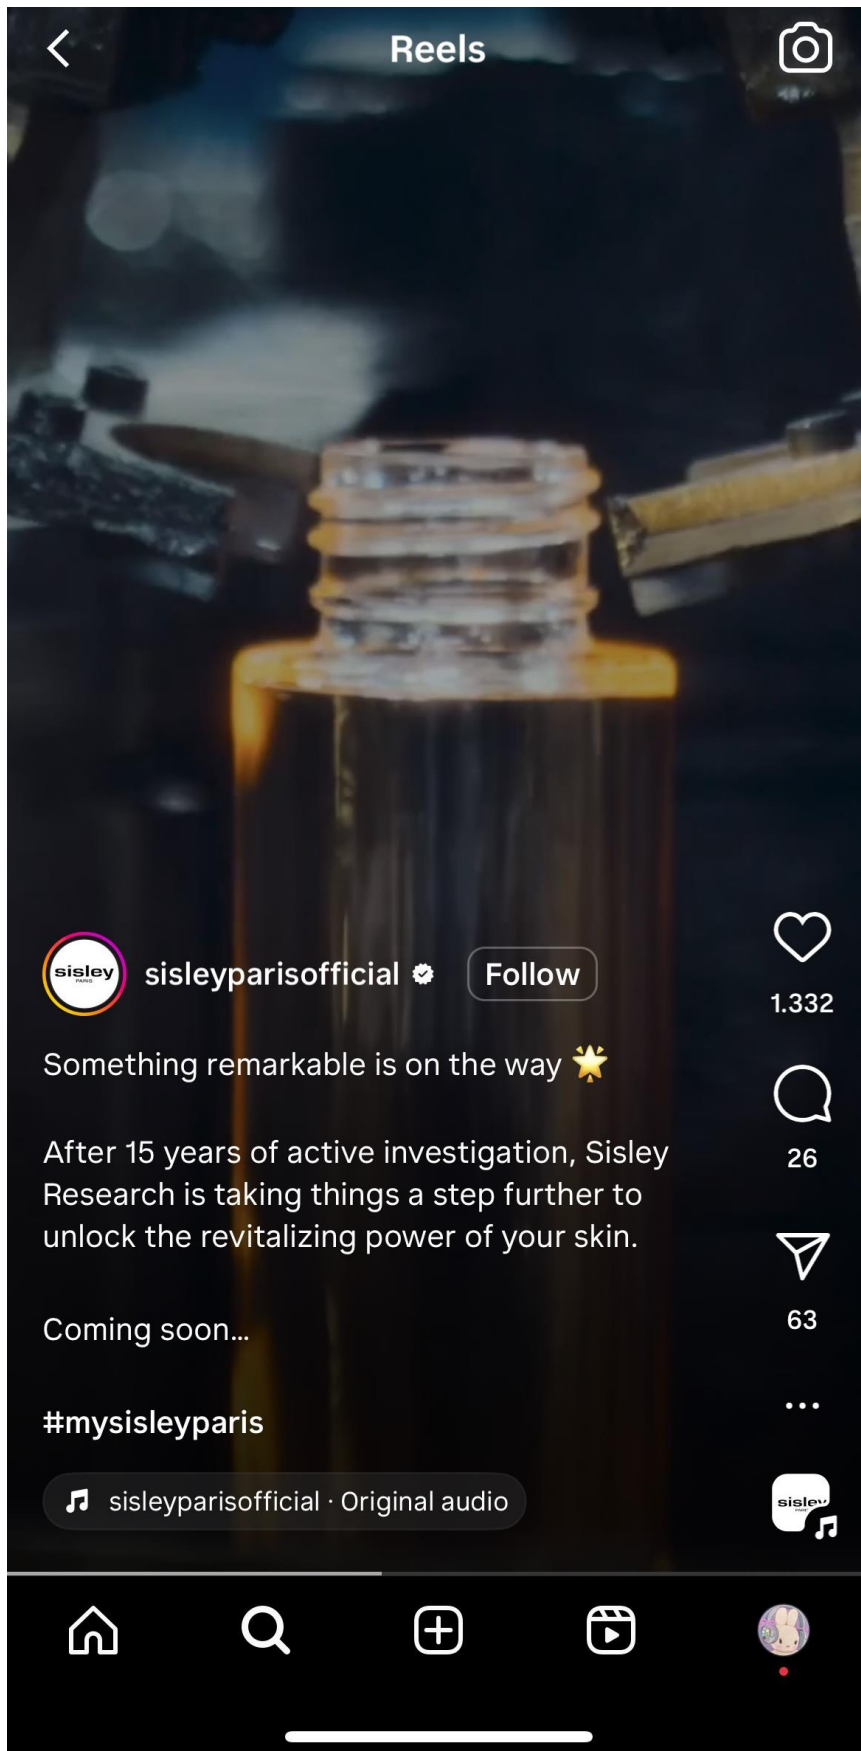 Reels
sisley
PARIS
sisleyparisofficial
Follow
1.332
Something remarkable is on the way
After 15 years of active investigation, Sisley
Research is taking things a step further to
unlock the revitalizing power of your skin.
26
63
Coming soon...
#mysisleyparis
sisleyparisofficial · Original audio
sisley